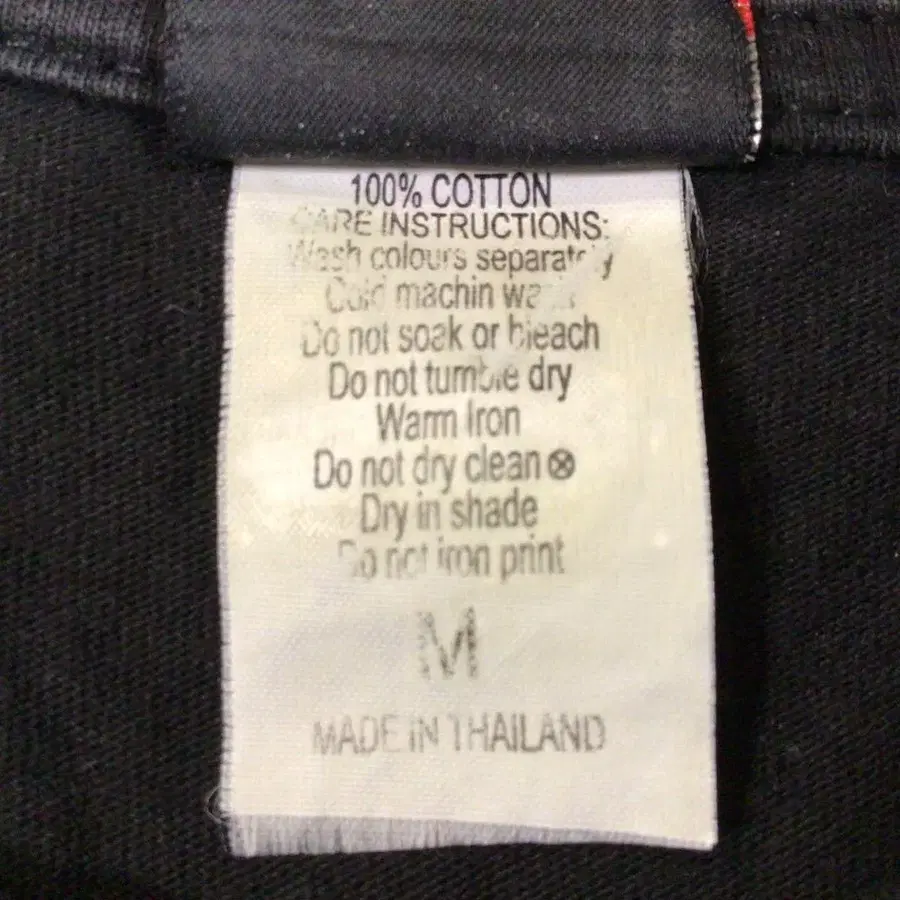 100% COTTON
CARE INSTRUCTIONS:
Wash colours separately
Cold machin wash
Do not soak or bleach
Do not tumble dry
Warm Iron
Do not dry clean ⊗
Dry in shade
Do not iron print
M
MADE IN THAILAND